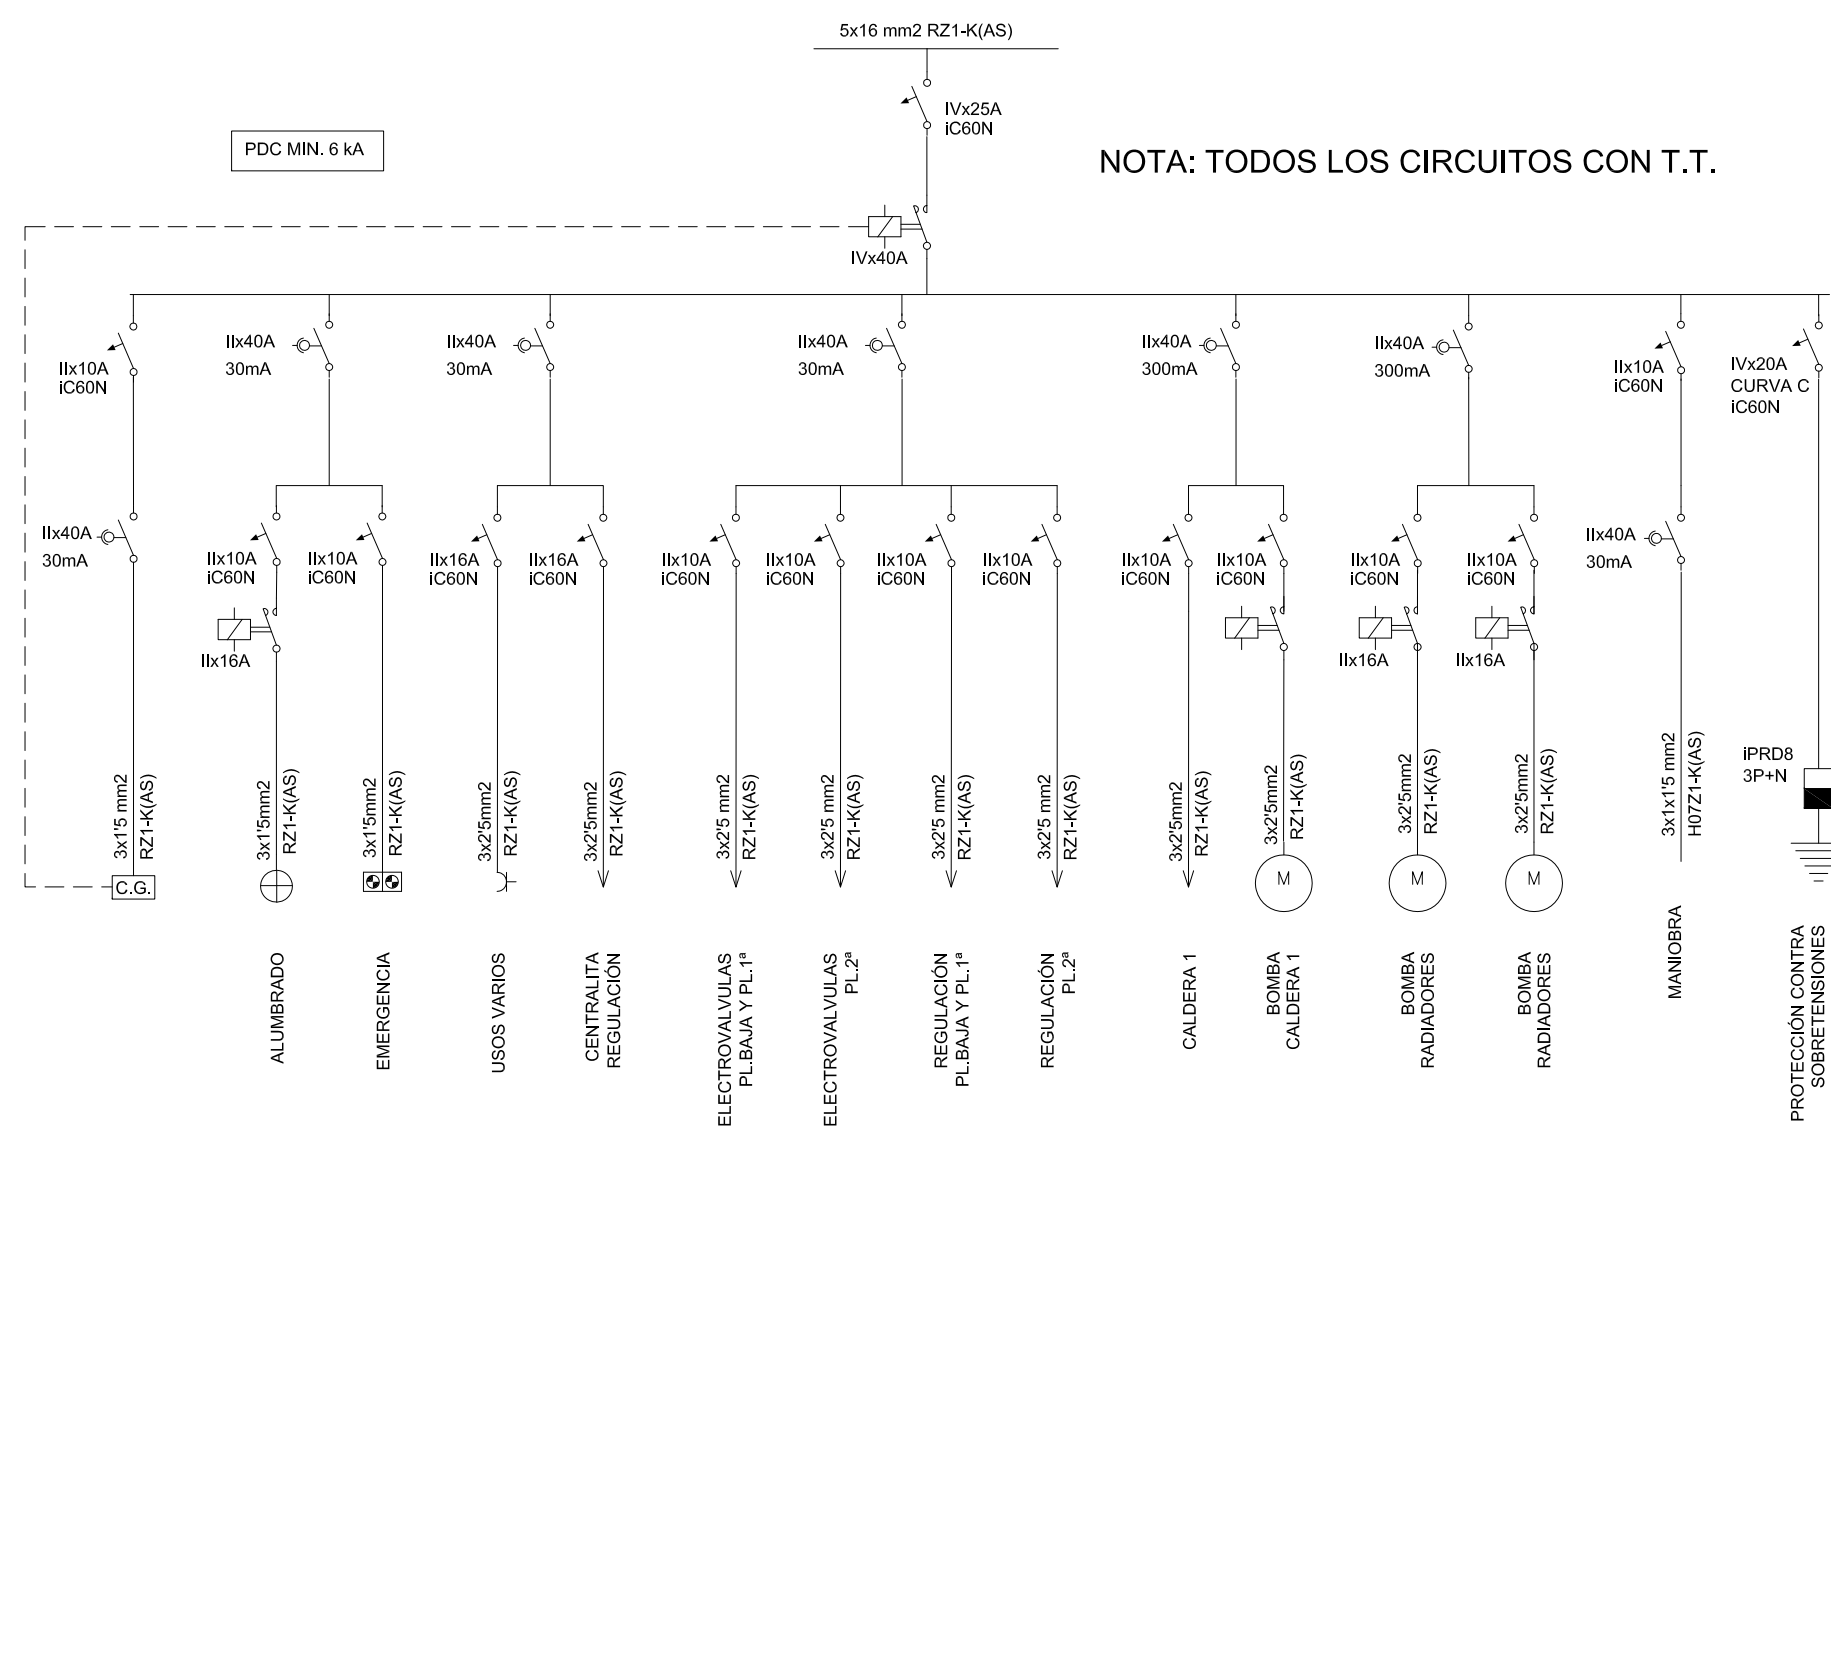 5x16 mm2 RZ1-K(AS)
IVx25A
iC60N
PDC MIN. 6 kA
NOTA: TODOS LOS CIRCUITOS CON T.T.
IVx40A
IIx10A
iC60N
IIx40A
30mA
IIx40A
30mA
IIx40A
30mA
IIx40A
300mA
IIx40A
300mA
IIx10A
iC60N
IVx20A
CURVA C
iC60N
IIx40A
30mA
IIx10A
iC60N
IIx10A
iC60N
IIx16A
iC60N
IIx16A
iC60N
IIx10A
iC60N
IIx10A
iC60N
IIx10A
iC60N
IIx10A
iC60N
IIx10A
iC60N
IIx10A
iC60N
IIx10A
iC60N
IIx10A
iC60N
IIx40A
30mA
IIx16A
IIx16A
IIx16A
3x1'5 mm2
RZ1-K(AS)
3x1'5mm2
RZ1-K(AS)
3x1'5mm2
RZ1-K(AS)
3x2'5mm2
RZ1-K(AS)
3x2'5mm2
RZ1-K(AS)
3x2'5 mm2
RZ1-K(AS)
3x2'5 mm2
RZ1-K(AS)
3x2'5 mm2
RZ1-K(AS)
3x2'5 mm2
RZ1-K(AS)
3x2'5mm2
RZ1-K(AS)
3x2'5mm2
RZ1-K(AS)
3x2'5mm2
RZ1-K(AS)
3x2'5mm2
RZ1-K(AS)
3x1x1'5 mm2
H07Z1-K(AS)
iPRD8
3P+N
C.G.
M
M
M
ALUMBRADO
EMERGENCIA
USOS VARIOS
CENTRALITA
REGULACIÓN
ELECTROVALVULAS
PL.BAJA Y PL.1ª
ELECTROVALVULAS
PL.2ª
REGULACIÓN
PL.BAJA Y PL.1ª
REGULACIÓN
PL.2ª
CALDERA 1
BOMBA
CALDERA 1
BOMBA
RADIADORES
BOMBA
RADIADORES
MANIOBRA
PROTECCIÓN CONTRA
SOBRETENSIONES